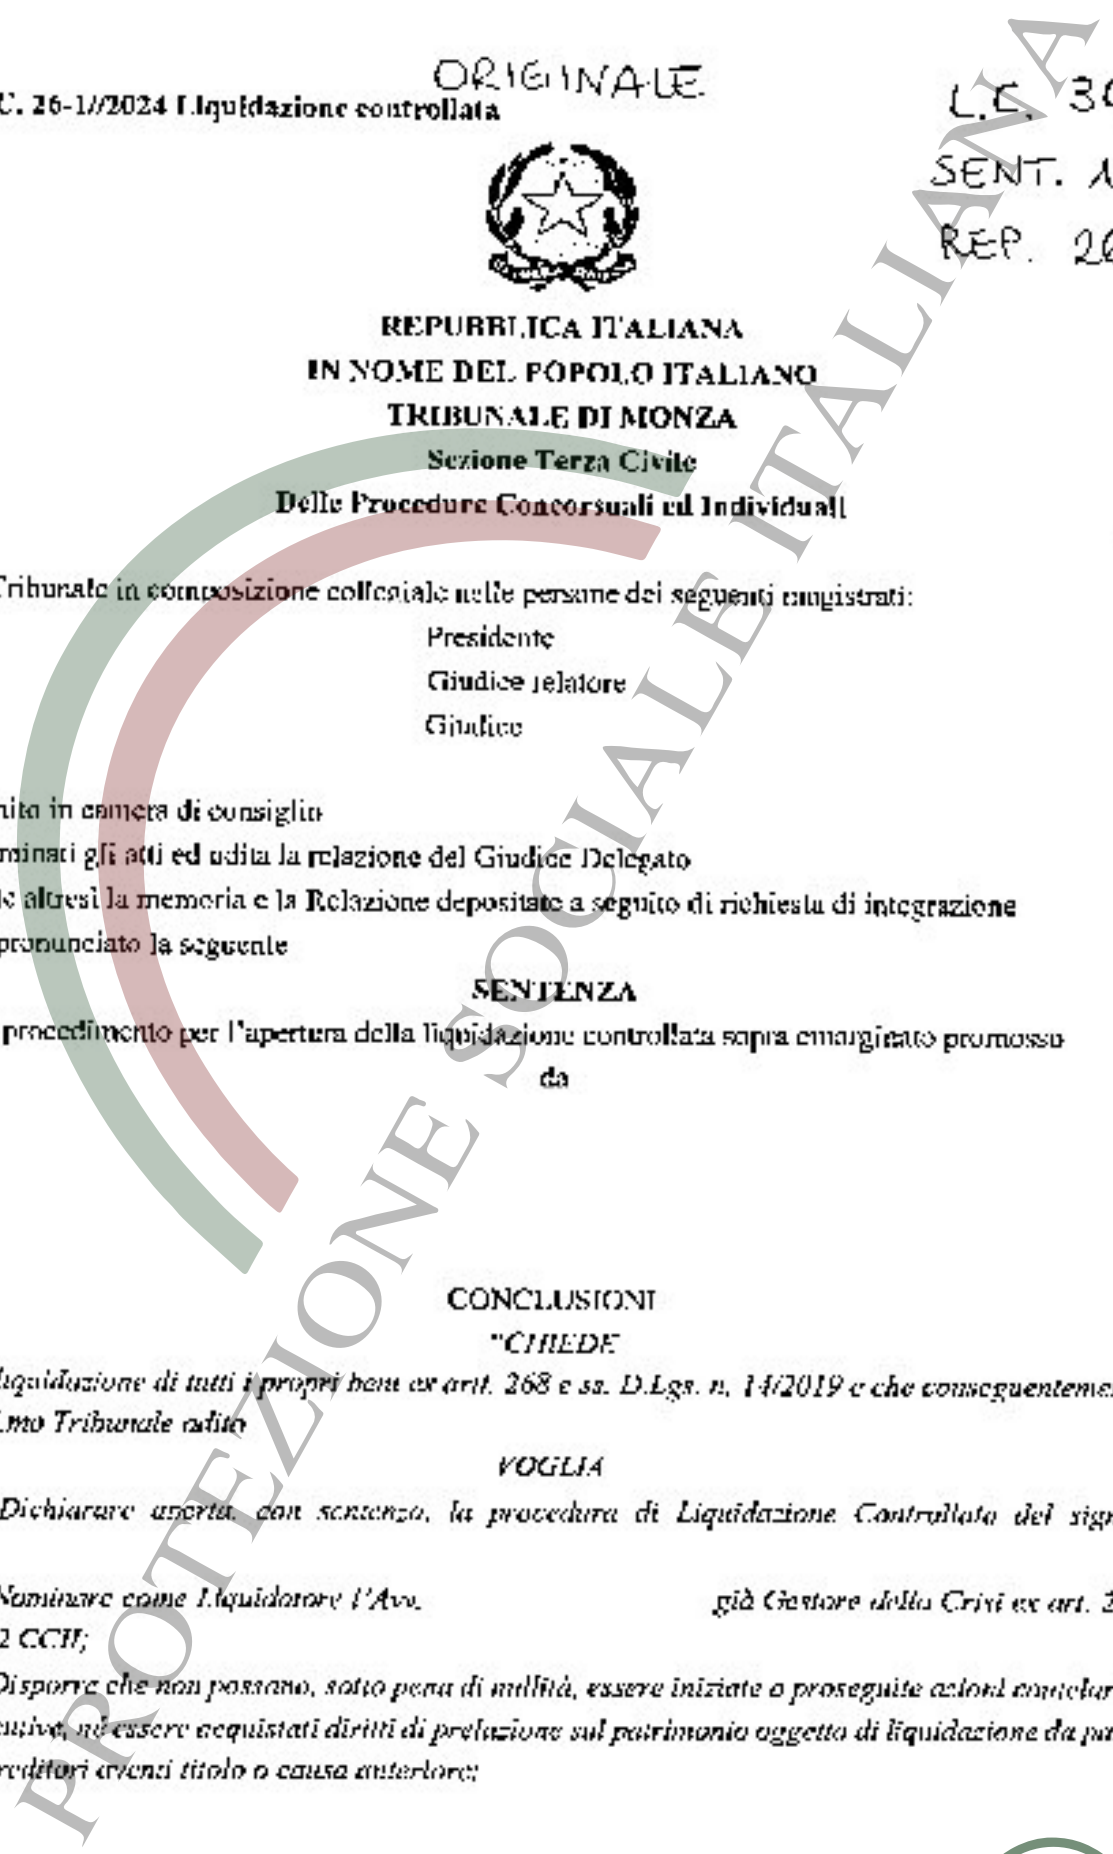 ORIGINALE
C. 26-1//2024 Liquidazione controllata
L.C. 30
SENT. 1
REP. 26
REPUBBLICA ITALIANA
IN NOME DEL POPOLO ITALIANO
TRIBUNALE DI MONZA
Sezione Terza Civile
Delle Procedure Concorsuali ed Individuali
Tribunale in composizione collegiale nelle persone dei seguenti magistrati:
Presidente
Giudice relatore
Giudice
nito in camera di consiglio
minati gli atti ed udita la relazione del Giudice Delegato
le altresì la memoria e la Relazione depositate a seguito di richiesta di integrazione
pronunciato la seguente
SENTENZA
procedimento per l'apertura della liquidazione controllata sopra emarginato promosso
da
CONCLUSIONI
"CHIEDE
liquidazione di tutti i propri beni ex artt. 268 e ss. D.Lgs. n. 14/2019 e che conseguenteme
.mo Tribunale adito
VOGLIA
Dichiarare aperta, con sentenza, la procedura di Liquidazione Controllata del sig
Nominare come Liquidatore l'Avv. già Gestore della Crisi ex art. 2
2 CCII;
Disporre che non possano, sotto pena di nullità, essere iniziate o proseguite azioni cautelar
cutive, né essere acquistati diritti di prelazione sul patrimonio oggetto di liquidazione da pa
reditori aventi titolo o causa anteriore;
PROTEZIONE SOCIALE ITALIANA